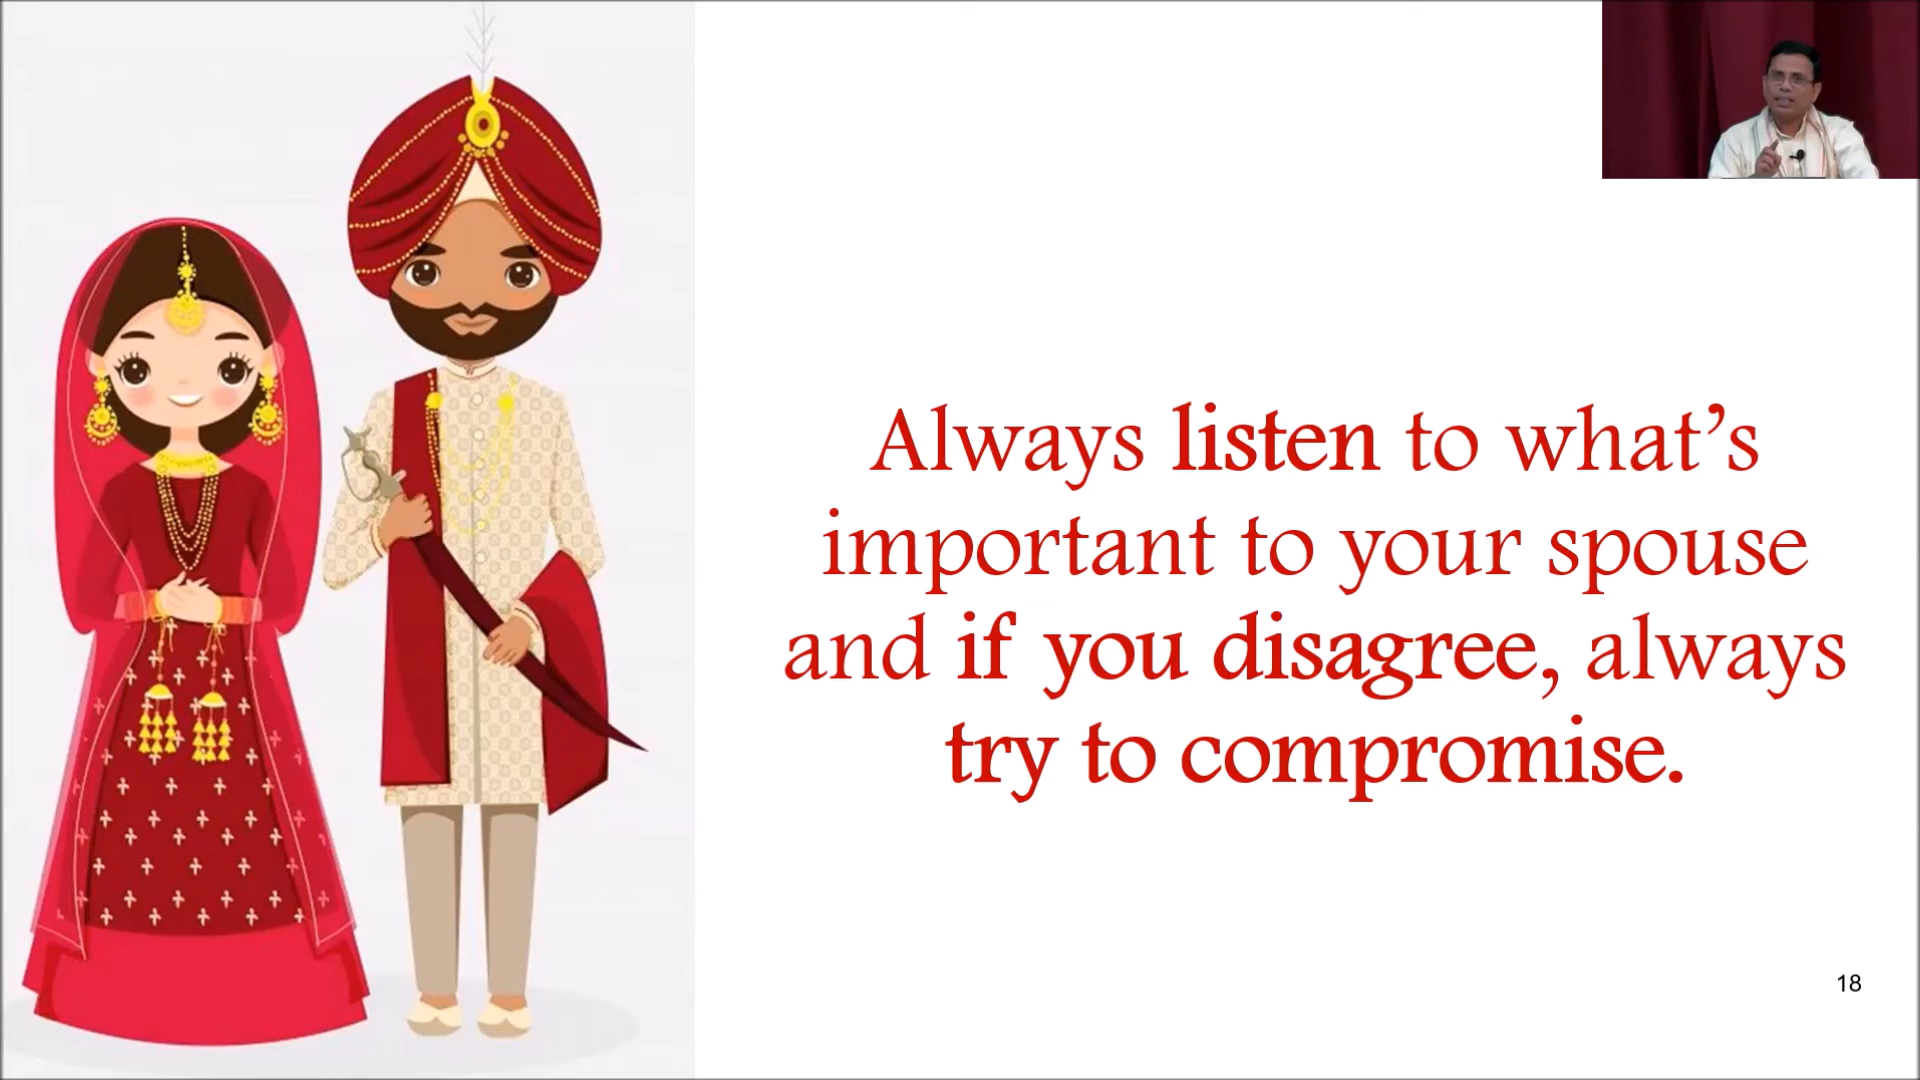 Always listen to what’s
important to your spouse
and if you disagree, always
try to compromise.
18